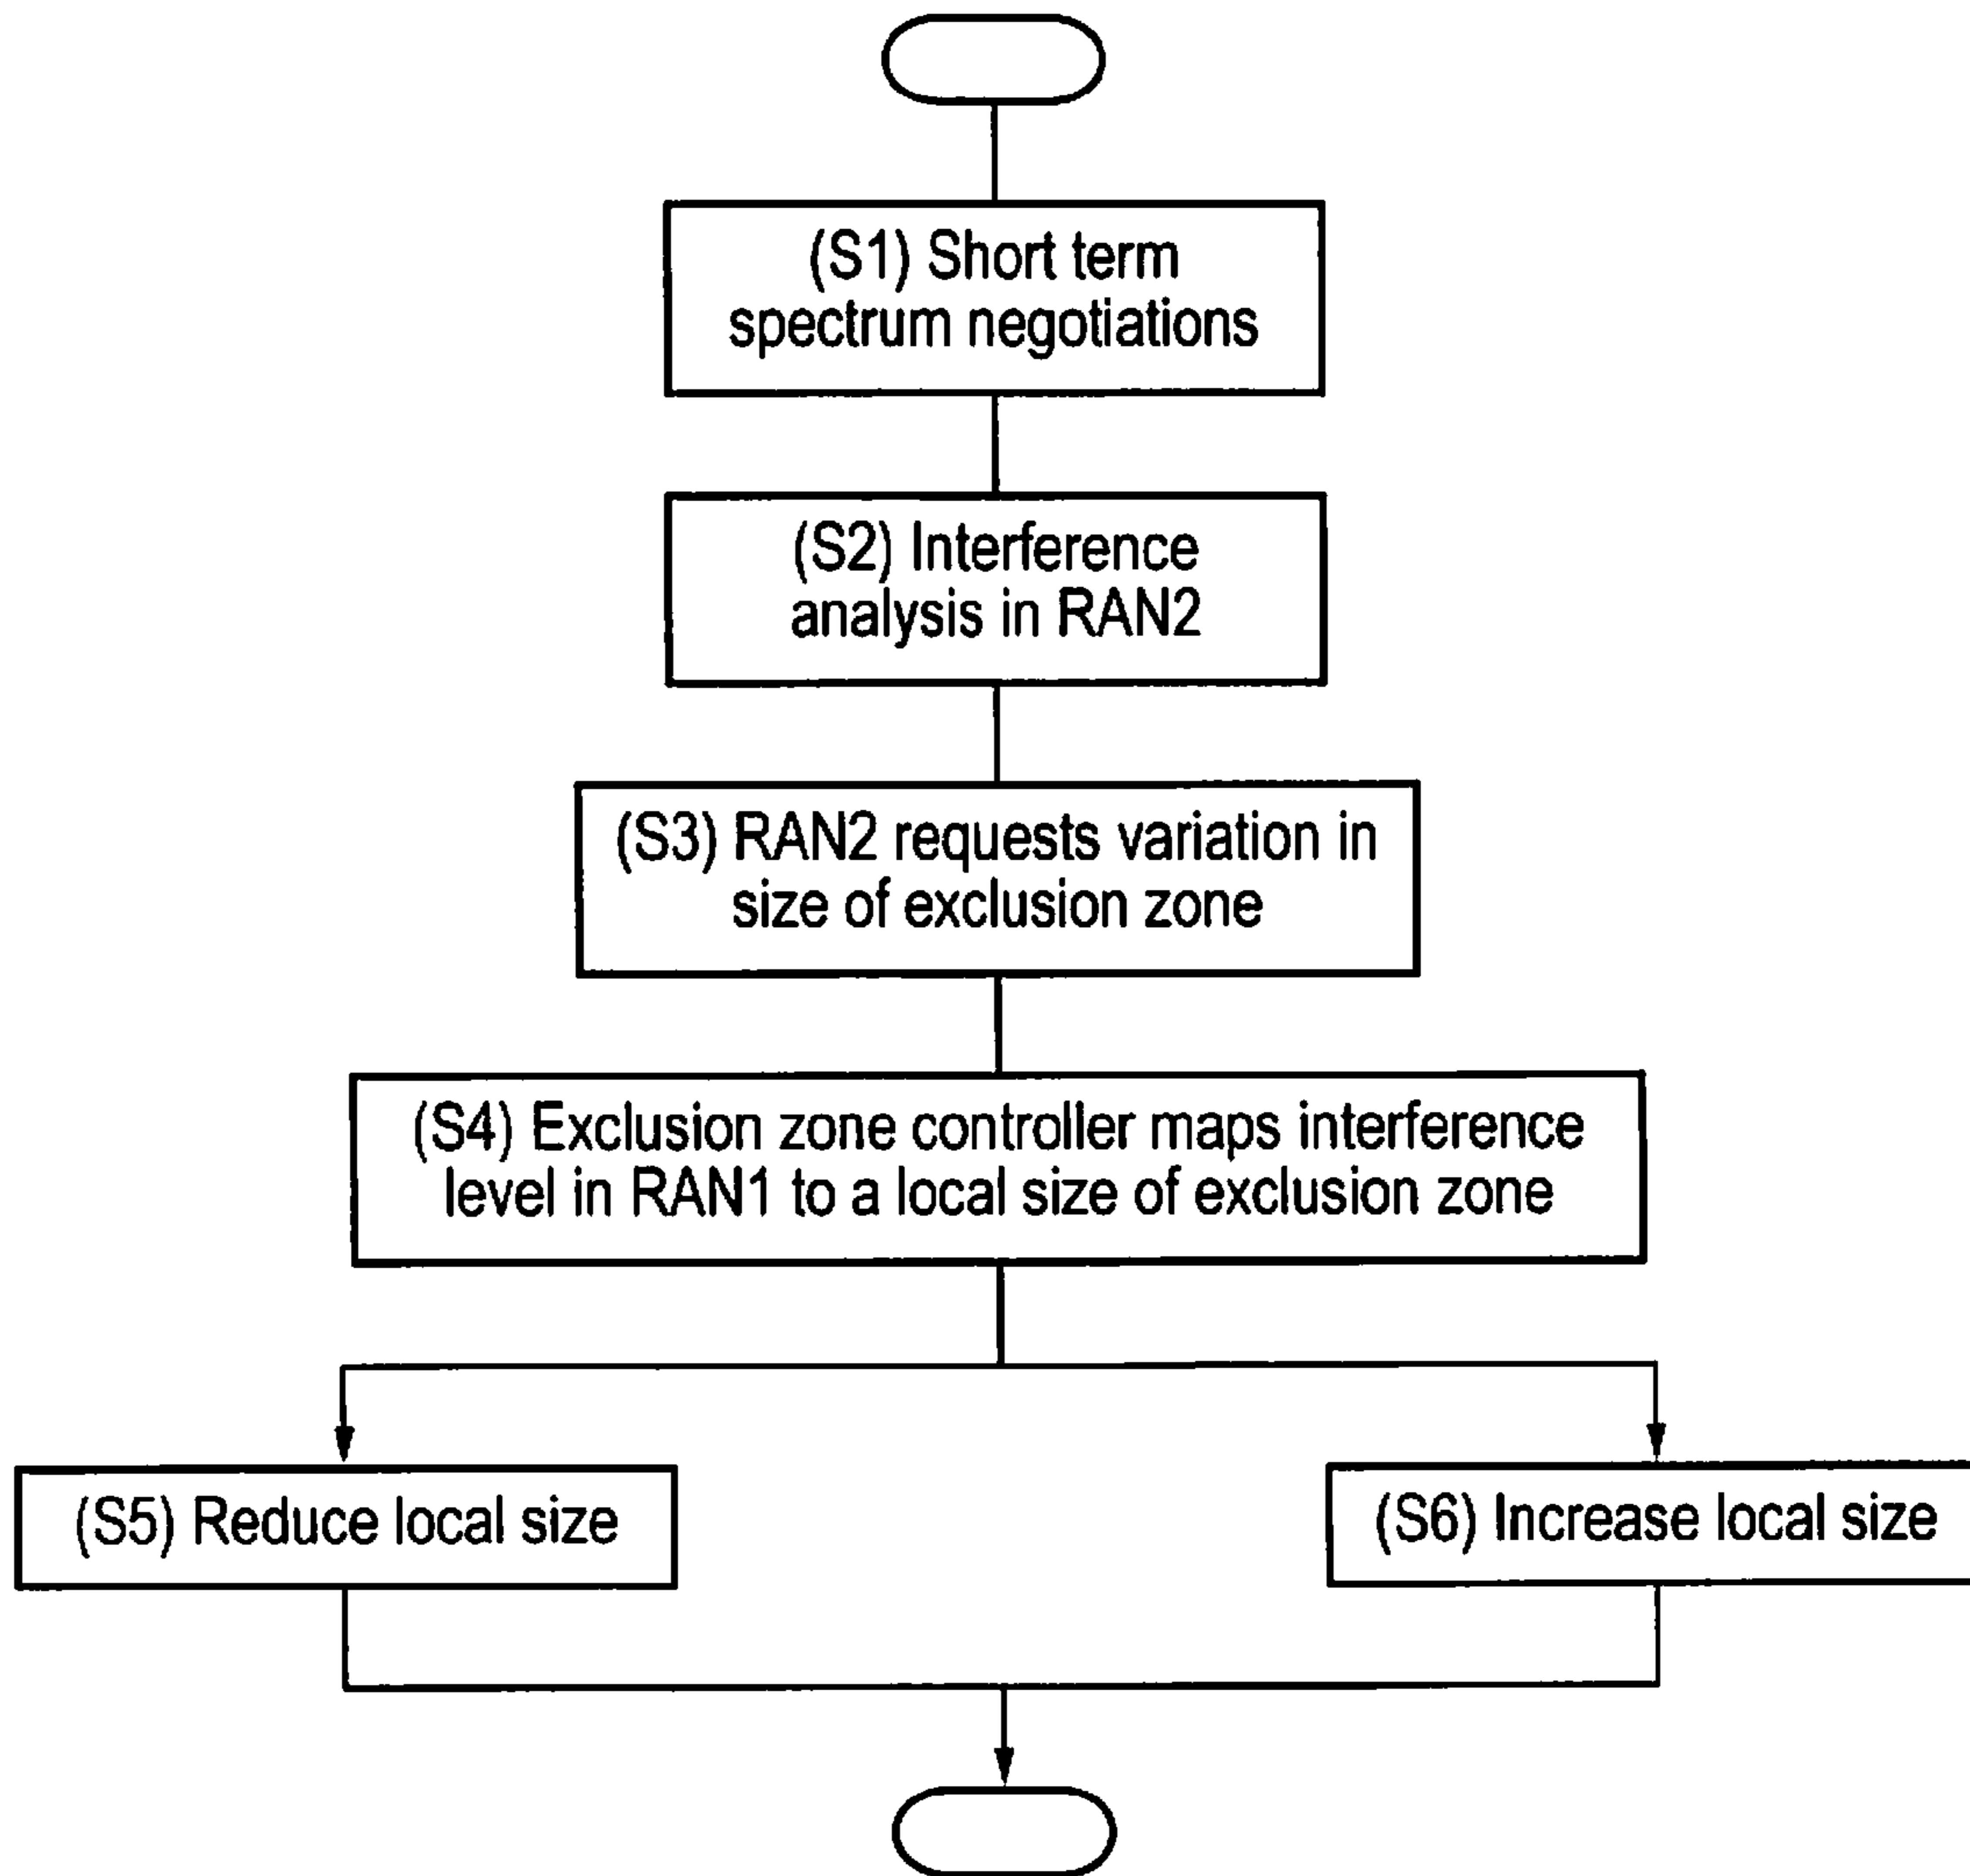 (S1) Short term
spectrum negotiations
(S2) Interference
analysis in RAN2
(S3) RAN2 requests variation in
size of exclusion zone
(S4) Exclusion zone controller maps interference
level in RAN1 to a local size of exclusion zone
(S5) Reduce local size
(S6) Increase local size